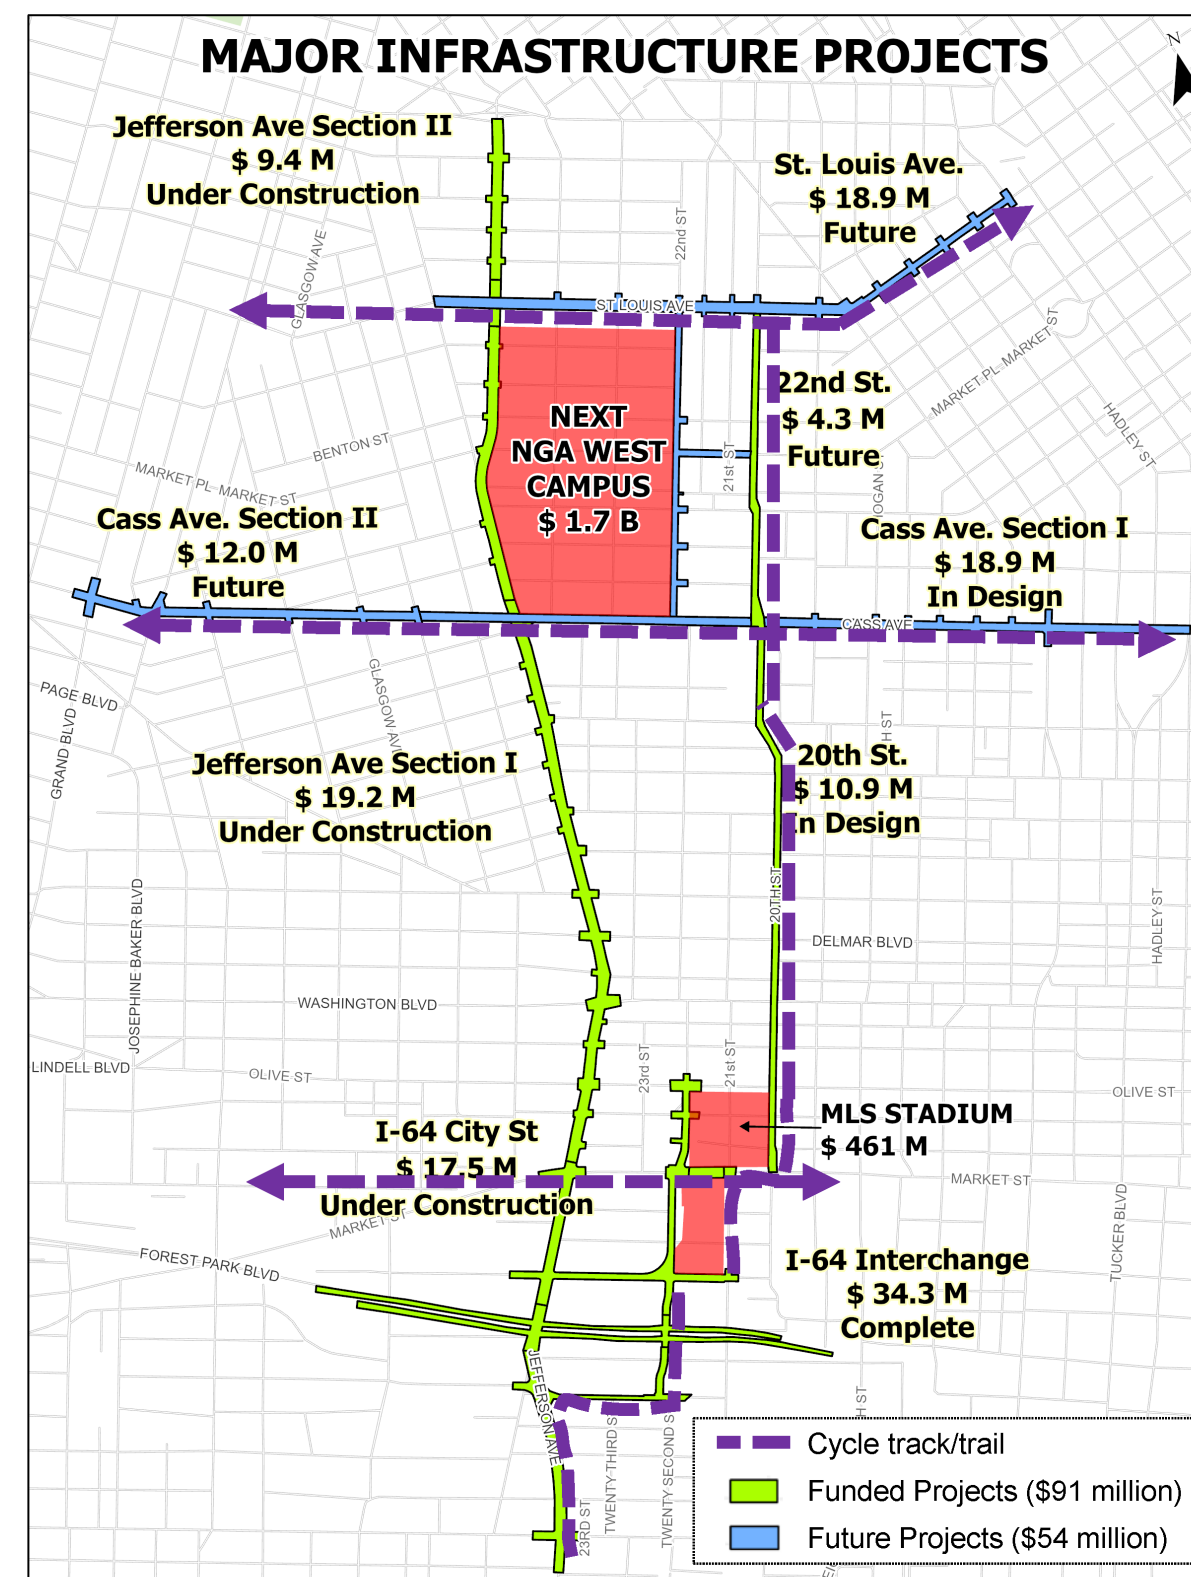 MAJOR INFRASTRUCTURE PROJECTS
N
Jefferson Ave Section II
$ 9.4 M
Under Construction
St. Louis Ave.
$ 18.9 M
Future
22nd ST
GLASGOW AVE
ST LOUIS AVE
MARKET PL MARKET ST
HADLEY ST
22nd St.
$ 4.3 M
Future
NEXT
NGA WEST
CAMPUS
$ 1.7 B
BENTON ST
21st ST
HOGAN ST
MARKET PL MARKET ST
Cass Ave. Section II
$ 12.0 M
Future
Cass Ave. Section I
$ 18.9 M
In Design
CASS AVE
PAGE BLVD
GRAND BLVD
GLASGOW AVE
H ST
Jefferson Ave Section I
$ 19.2 M
Under Construction
20th St.
$ 10.9 M
In Design
JOSEPHINE BAKER BLVD
20TH ST
DELMAR BLVD
HADLEY ST
WASHINGTON BLVD
LINDELL BLVD
OLIVE ST
23rd ST
21st ST
OLIVE ST
MLS STADIUM
$ 461 M
I-64 City St
$ 17.5 M
Under Construction
MARKET ST
MARKET ST
TUCKER BLVD
FOREST PARK BLVD
I-64 Interchange
$ 34.3 M
Complete
JEFFERSON AVE
TWENTY THIRD S
TWENTY SECOND S
H ST
23RD ST
Cycle track/trail
Funded Projects ($91 million)
Future Projects ($54 million)